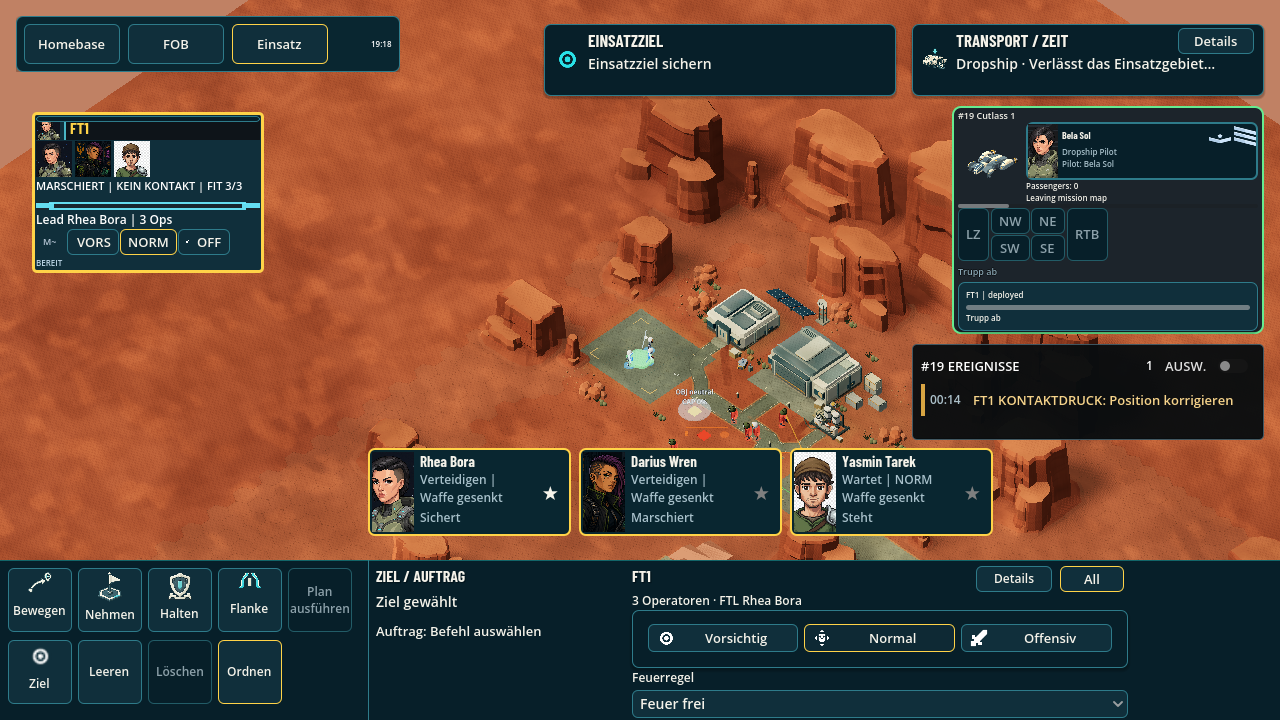 Homebase
FOB
Einsatz
19:18
EINSATZZIEL
Einsatzziel sichern
TRANSPORT / ZEIT
Details
Dropship · Verlässt das Einsatzgebiet...
FT1
MARSCHIERT | KEIN KONTAKT | FIT 3/3
Lead Rhea Bora | 3 Ops
M~
VORS
NORM
OFF
BEREIT
#19 Cutlass 1
Bela Sol
Dropship Pilot
Pilot: Bela Sol
Passengers: 0
Leaving mission map
LZ
NW
NE
SW
SE
RTB
Trupp ab
FT1 | deployed
Trupp ab
#19 EREIGNISSE
1
AUSW.
00:14
FT1 KONTAKTDRUCK: Position korrigieren
OBJ neutral
Rhea Bora
Verteidigen |
Waffe gesenkt
Sichert
Darius Wren
Verteidigen |
Waffe gesenkt
Marschiert
Yasmin Tarek
Wartet | NORM
Waffe gesenkt
Steht
Bewegen
Nehmen
Halten
Flanke
Plan
ausführen
Ziel
Leeren
Löschen
Ordnen
ZIEL / AUFTRAG
Ziel gewählt
Auftrag: Befehl auswählen
FT1
Details
All
3 Operatoren · FTL Rhea Bora
Vorsichtig
Normal
Offensiv
Feuerregel
Feuer frei